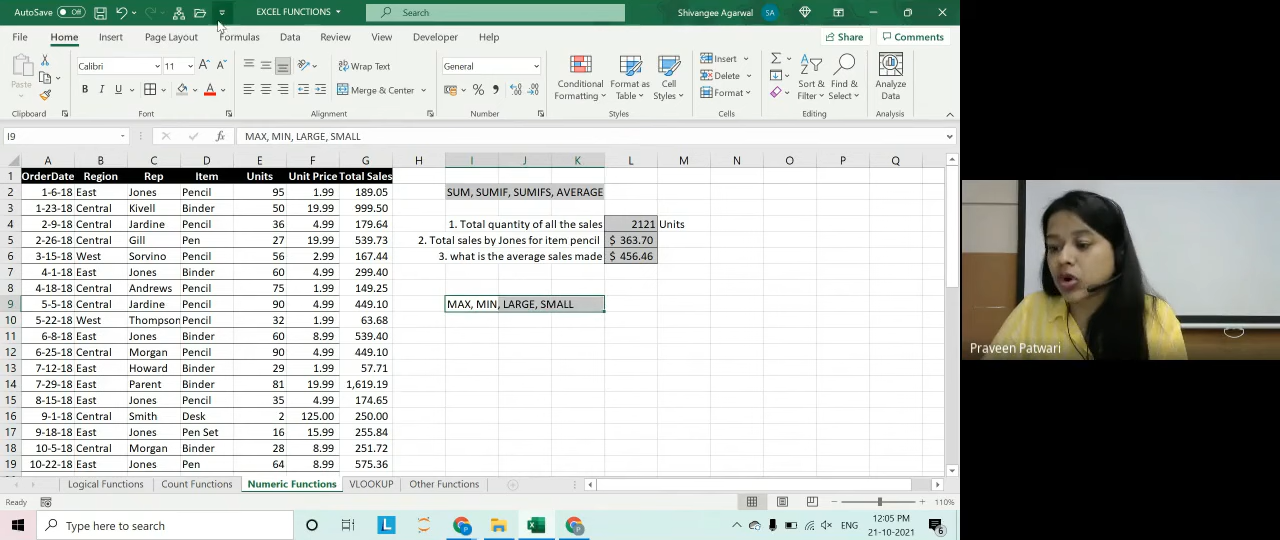 AutoSave Off EXCEL FUNCTIONS Search Shivangee Agarwal SA
File Home Insert Page Layout Formulas Data Review View Developer Help Share Comments
Calibri 11 Wrap Text General Insert
Paste Delete
B I U Merge & Center Conditional Formatting Format as Table Cell Styles Format Sort & Filter Find & Select Analyze Data
Clipboard Font Alignment Number Styles Cells Editing Analysis
I9 fx MAX, MIN, LARGE, SMALL
A B C D E F G H I J K L M N O P Q
1 OrderDate Region Rep Item Units Unit Price Total Sales
2 1-6-18 East Jones Pencil 95 1.99 189.05 SUM, SUMIF, SUMIFS, AVERAGE
3 1-23-18 Central Kivell Binder 50 19.99 999.50
4 2-9-18 Central Jardine Pencil 36 4.99 179.64 1. Total quantity of all the sales 2121 Units
5 2-26-18 Central Gill Pen 27 19.99 539.73 2. Total sales by Jones for item pencil $ 363.70
6 3-15-18 West Sorvino Pencil 56 2.99 167.44 3. what is the average sales made $ 456.46
7 4-1-18 East Jones Binder 60 4.99 299.40
8 4-18-18 Central Andrews Pencil 75 1.99 149.25
9 5-5-18 Central Jardine Pencil 90 4.99 449.10 MAX, MIN, LARGE, SMALL
10 5-22-18 West Thompson Pencil 32 1.99 63.68
11 6-8-18 East Jones Binder 60 8.99 539.40
12 6-25-18 Central Morgan Pencil 90 4.99 449.10
13 7-12-18 East Howard Binder 29 1.99 57.71
14 7-29-18 East Parent Binder 81 19.99 1,619.19
15 8-15-18 East Jones Pencil 35 4.99 174.65
16 9-1-18 Central Smith Desk 2 125.00 250.00
17 9-18-18 East Jones Pen Set 16 15.99 255.84
18 10-5-18 Central Morgan Binder 28 8.99 251.72
19 10-22-18 East Jones Pen 64 8.99 575.36
Logical Functions Count Functions Numeric Functions VLOOKUP Other Functions
Ready 110%
Type here to search ENG 12:05 PM
21-10-2021 6
Praveen Patwari